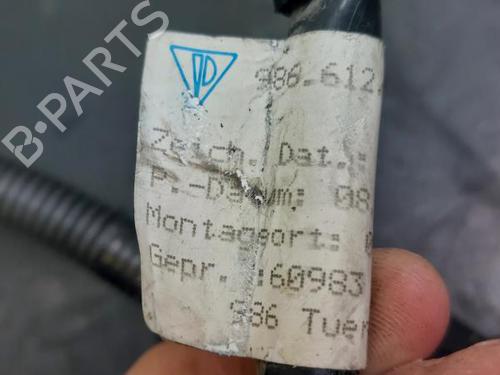 986.612.
Zeich. Dat.:
P.-Datum: 08
Montageort:
Gepr. :60983
986 Tuer
B-PARTS